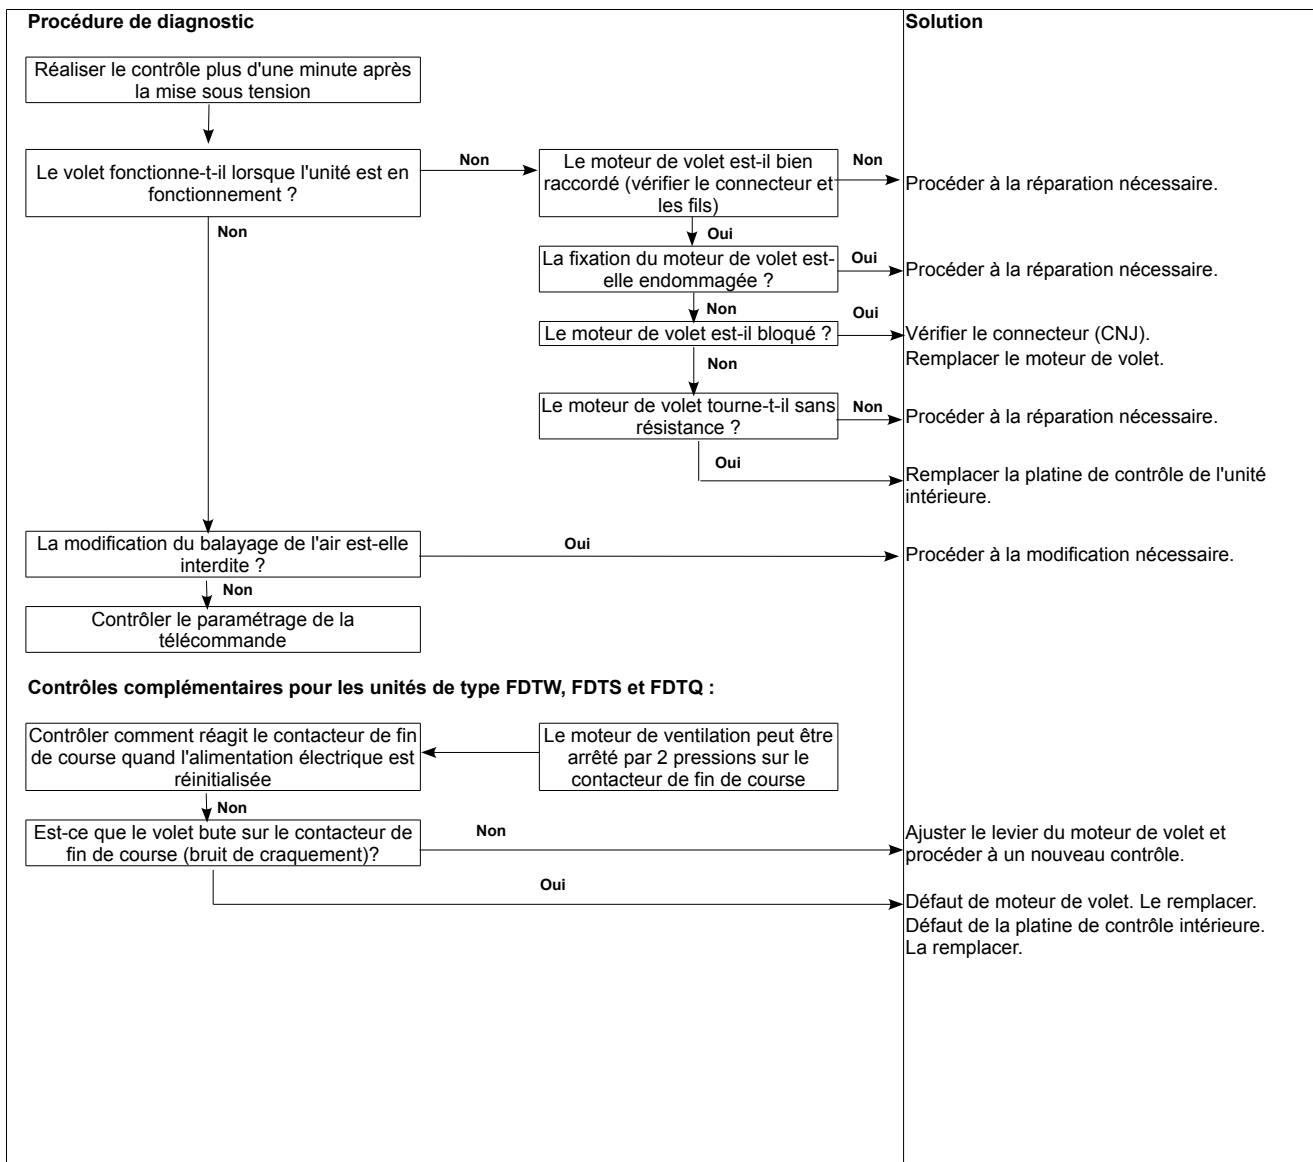 Procédure de diagnostic
Solution
Réaliser le contrôle plus d'une minute après
la mise sous tension
Le volet fonctionne-t-il lorsque l'unité est en
fonctionnement ?
Non
Le moteur de volet est-il bien
raccordé (vérifier le connecteur et
les fils)
Non
Procéder à la réparation nécessaire.
Non
Oui
La fixation du moteur de volet est-
elle endommagée ?
Oui
Procéder à la réparation nécessaire.
Non
Le moteur de volet est-il bloqué ?
Oui
Vérifier le connecteur (CNJ).
Remplacer le moteur de volet.
Non
Le moteur de volet tourne-t-il sans
résistance ?
Non
Procéder à la réparation nécessaire.
Oui
Remplacer la platine de contrôle de l'unité
intérieure.
La modification du balayage de l'air est-elle
interdite ?
Oui
Procéder à la modification nécessaire.
Non
Contrôler le paramétrage de la
télécommande
Contrôles complémentaires pour les unités de type FDTW, FDTS et FDTQ :
Contrôler comment réagit le contacteur de fin
de course quand l'alimentation électrique est
réinitialisée
Le moteur de ventilation peut être
arrêté par 2 pressions sur le
contacteur de fin de course
Non
Est-ce que le volet bute sur le contacteur de
fin de course (bruit de craquement)?
Non
Ajuster le levier du moteur de volet et
procéder à un nouveau contrôle.
Oui
Défaut de moteur de volet. Le remplacer.
Défaut de la platine de contrôle intérieure.
La remplacer.